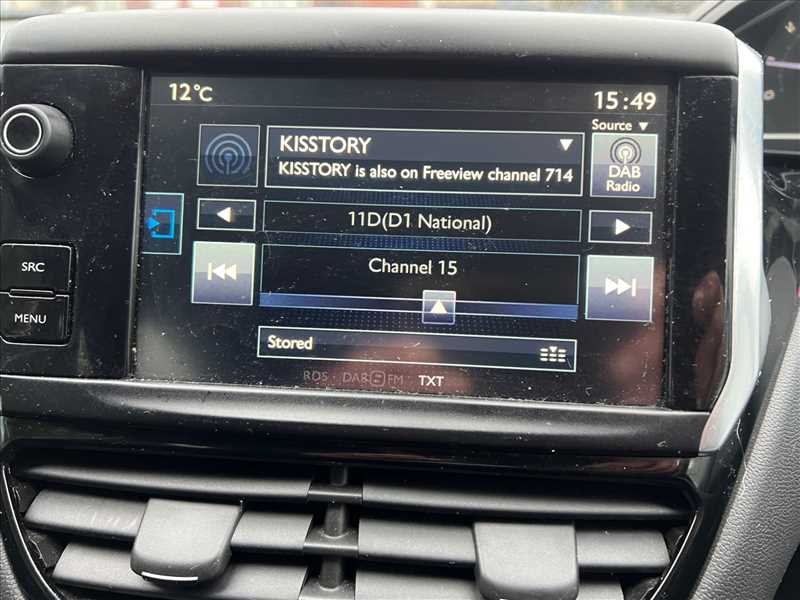 12°C
15:49
Source ▼
KISSTORY
KISSTORY is also on Freeview channel 714
DAB
Radio
11D(D1 National)
SRC
Channel 15
MENU
Stored
RDS · DAB FM TXT